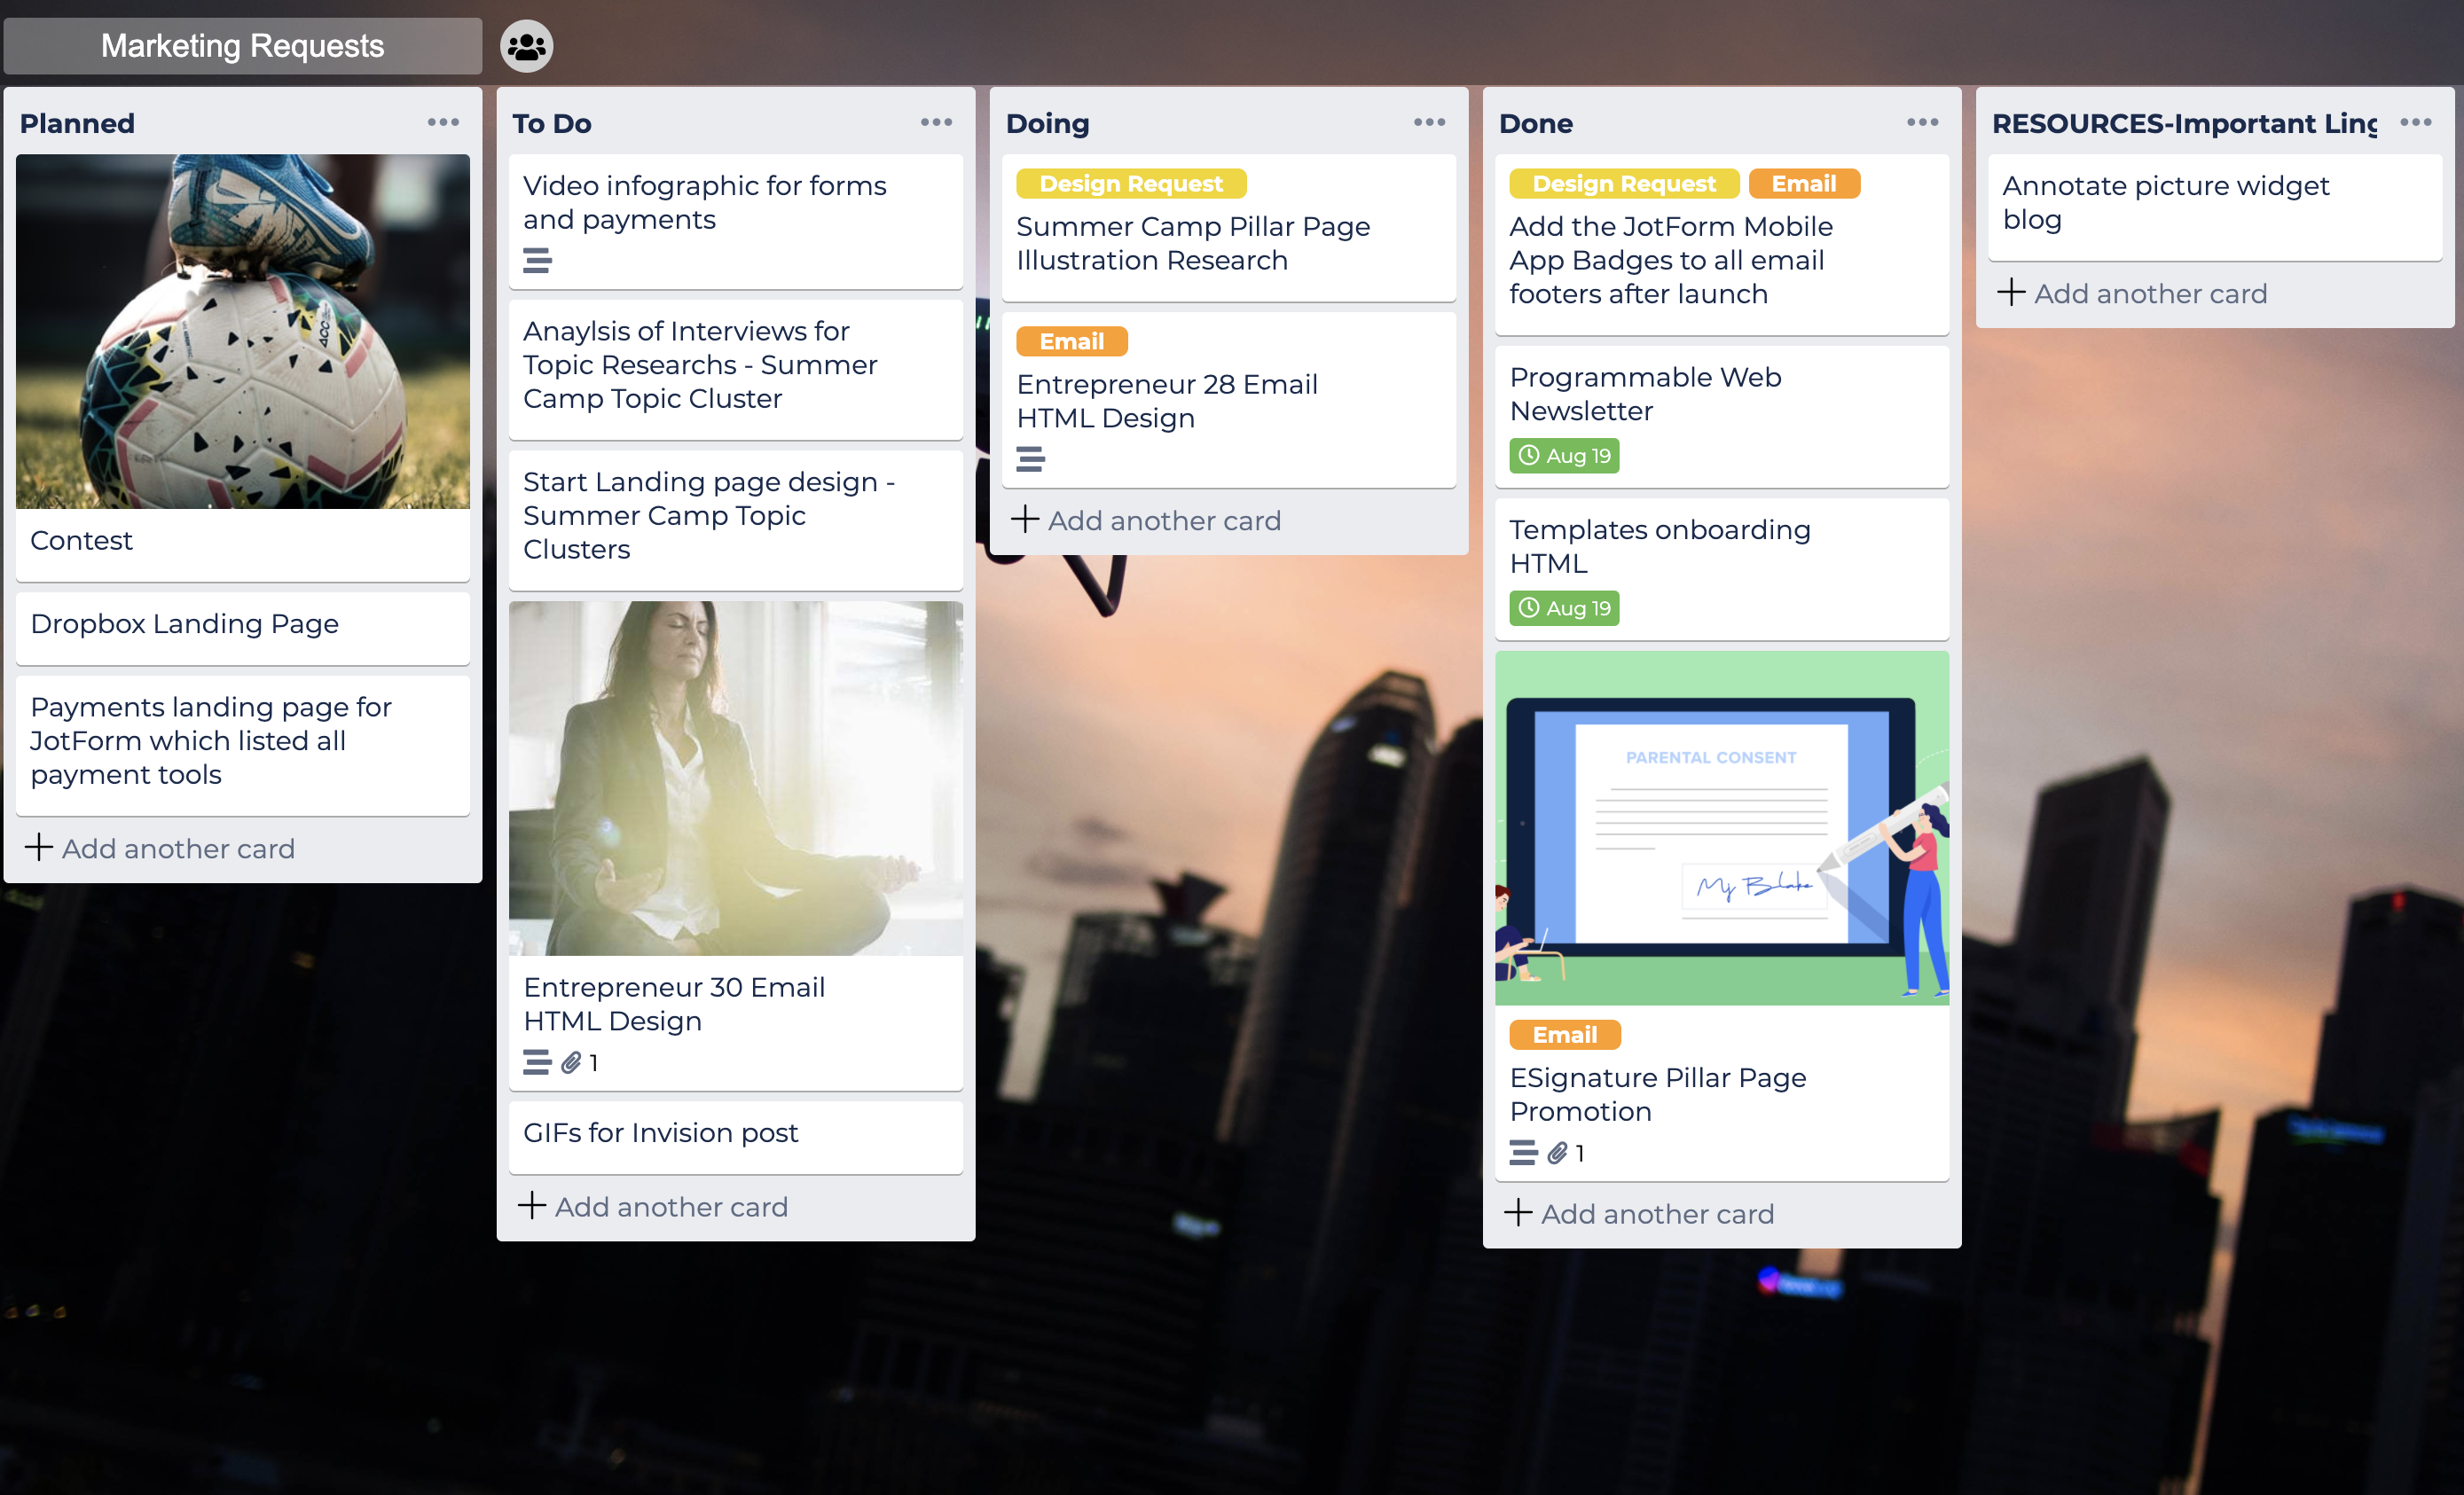 Marketing Requests
Planned
Contest
Dropbox Landing Page
Payments landing page for
JotForm which listed all
payment tools
Add another card
To Do
Video infographic for forms
and payments
Anaylsis of Interviews for
Topic Researchs - Summer
Camp Topic Cluster
Start Landing page design -
Summer Camp Topic
Clusters
Entrepreneur 30 Email
HTML Design
1
GIFs for Invision post
Add another card
Doing
Design Request
Summer Camp Pillar Page
Illustration Research
Email
Entrepreneur 28 Email
HTML Design
Add another card
Done
Design Request Email
Add the JotForm Mobile
App Badges to all email
footers after launch
Programmable Web
Newsletter
Aug 19
Templates onboarding
HTML
Aug 19
PARENTAL CONSENT
My Blake
Email
ESignature Pillar Page
Promotion
1
Add another card
RESOURCES-Important
Annotate picture widget
blog
Add another card